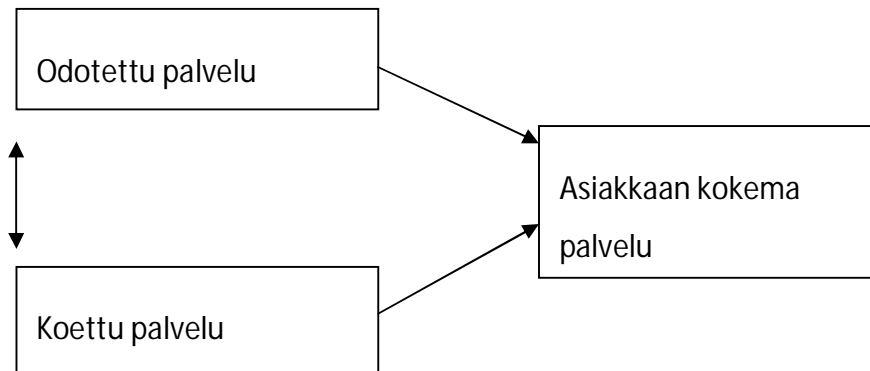 Odotettu palvelu
Asiakkaan kokema
palvelu
Koettu palvelu